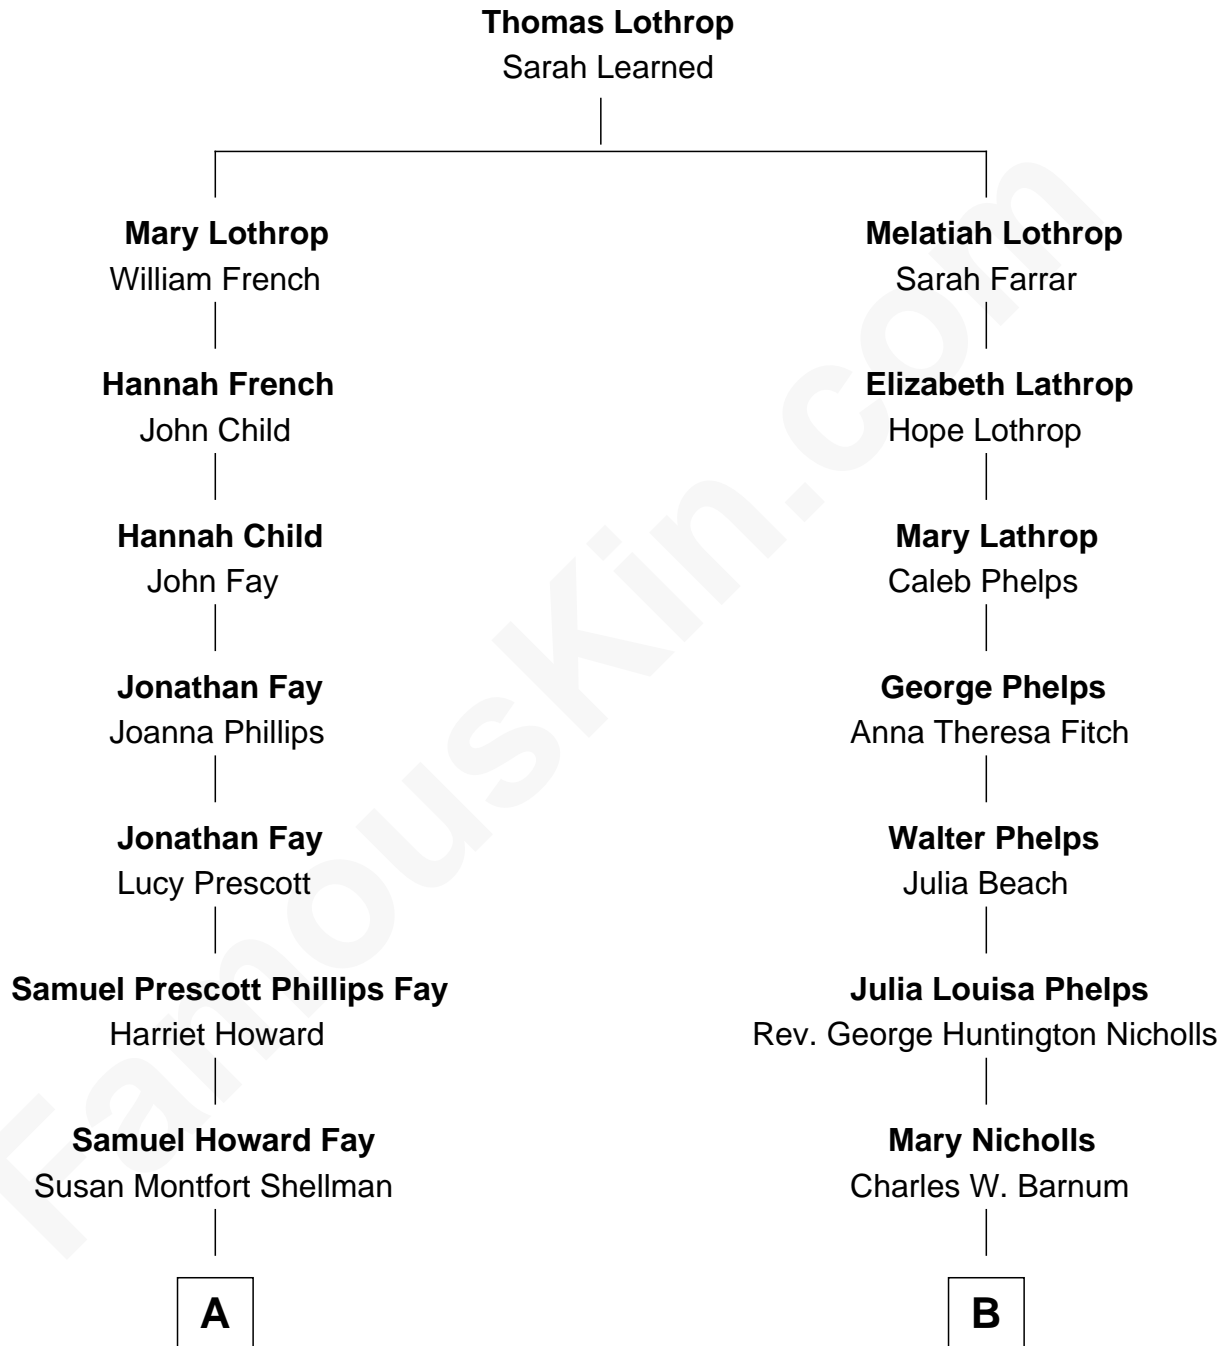 Thomas Lothrop
Sarah Learned
Mary Lothrop
William French
Melatiah Lothrop
Sarah Farrar
Hannah French
John Child
Elizabeth Lathrop
Hope Lothrop
Hannah Child
John Fay
Mary Lathrop
Caleb Phelps
Jonathan Fay
Joanna Phillips
George Phelps
Anna Theresa Fitch
Jonathan Fay
Lucy Prescott
Walter Phelps
Julia Beach
Samuel Prescott Phillips Fay
Harriet Howard
Julia Louisa Phelps
Rev. George Huntington Nicholls
Samuel Howard Fay
Susan Montfort Shellman
Mary Nicholls
Charles W. Barnum
A
B
FamousKin.com